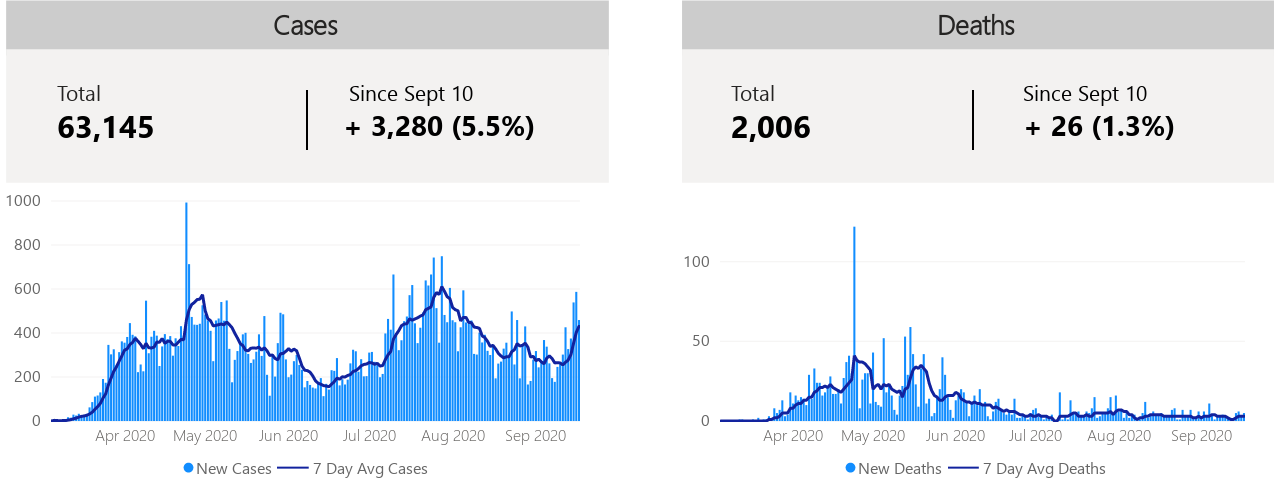 Cases
Total
63,145
Since Sept 10
+ 3,280 (5.5%)
1000
800
600
400
200
0
Apr 2020 May 2020 Jun 2020 Jul 2020 Aug 2020 Sep 2020
New Cases 7 Day Avg Cases
Deaths
Total
2,006
Since Sept 10
+ 26 (1.3%)
100
50
0
Apr 2020 May 2020 Jun 2020 Jul 2020 Aug 2020 Sep 2020
New Deaths 7 Day Avg Deaths